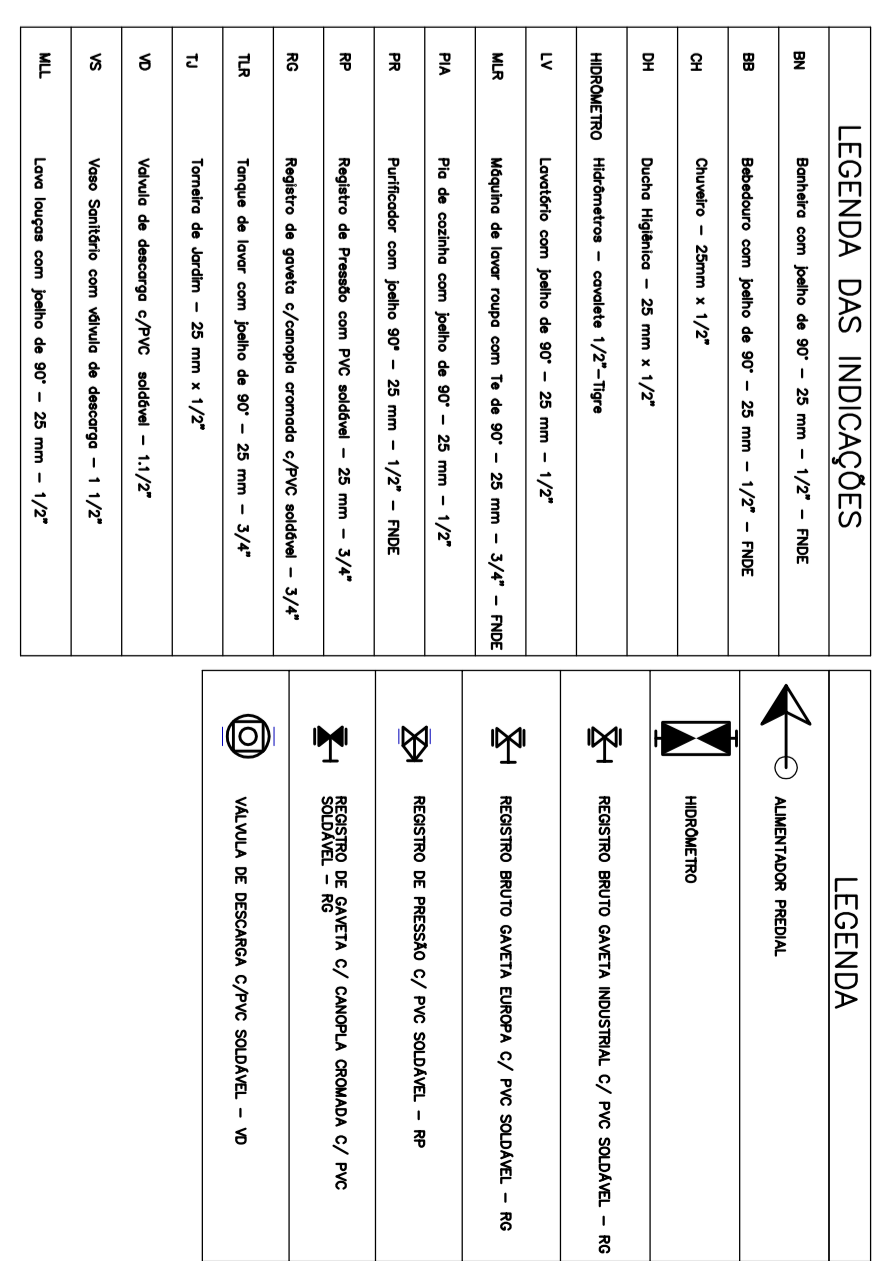 LEGENDA DAS INDICAÇÕES
BN Banheira com joelho de 90° – 25 mm – 1/2" – FNDE
BB Bebedouro com joelho de 90° – 25 mm – 1/2" – FNDE
CH Chuveiro – 25mm x 1/2"
DH Ducha Higiênica – 25 mm x 1/2"
HIDRÔMETRO Hidrômetros – cavalete 1/2"–Tigre
LV Lavatório com joelho de 90° – 25 mm – 1/2"
MLR Máquina de lavar roupa com Te de 90° – 25 mm – 3/4" – FNDE
PIA Pia de cozinha com joelho de 90° – 25 mm – 1/2"
PR Purificador com joelho 90° – 25 mm – 1/2" – FNDE
RP Registro de Pressão com PVC soldável – 25 mm – 3/4"
RG Registro de gaveta c/canopla cromada c/PVC soldável – 3/4"
TLR Tanque de lavar com joelho de 90° – 25 mm – 3/4"
TJ Torneira de Jardim – 25 mm x 1/2"
VD Valvula de descarga c/PVC soldável – 1.1/2"
VS Vaso Sanitário com válvula de descarga – 1 1/2"
MLL Lava louças com joelho de 90° – 25 mm – 1/2"
LEGENDA
ALIMENTADOR PREDIAL
HIDRÔMETRO
REGISTRO BRUTO GAVETA INDUSTRIAL C/ PVC SOLDÁVEL – RG
REGISTRO BRUTO GAVETA EUROPA C/ PVC SOLDÁVEL – RG
REGISTRO DE PRESSÃO C/ PVC SOLDÁVEL – RP
REGISTRO DE GAVETA C/ CANOPLA CROMADA C/ PVC
SOLDÁVEL – RG
VÁLVULA DE DESCARGA C/PVC SOLDÁVEL – VD